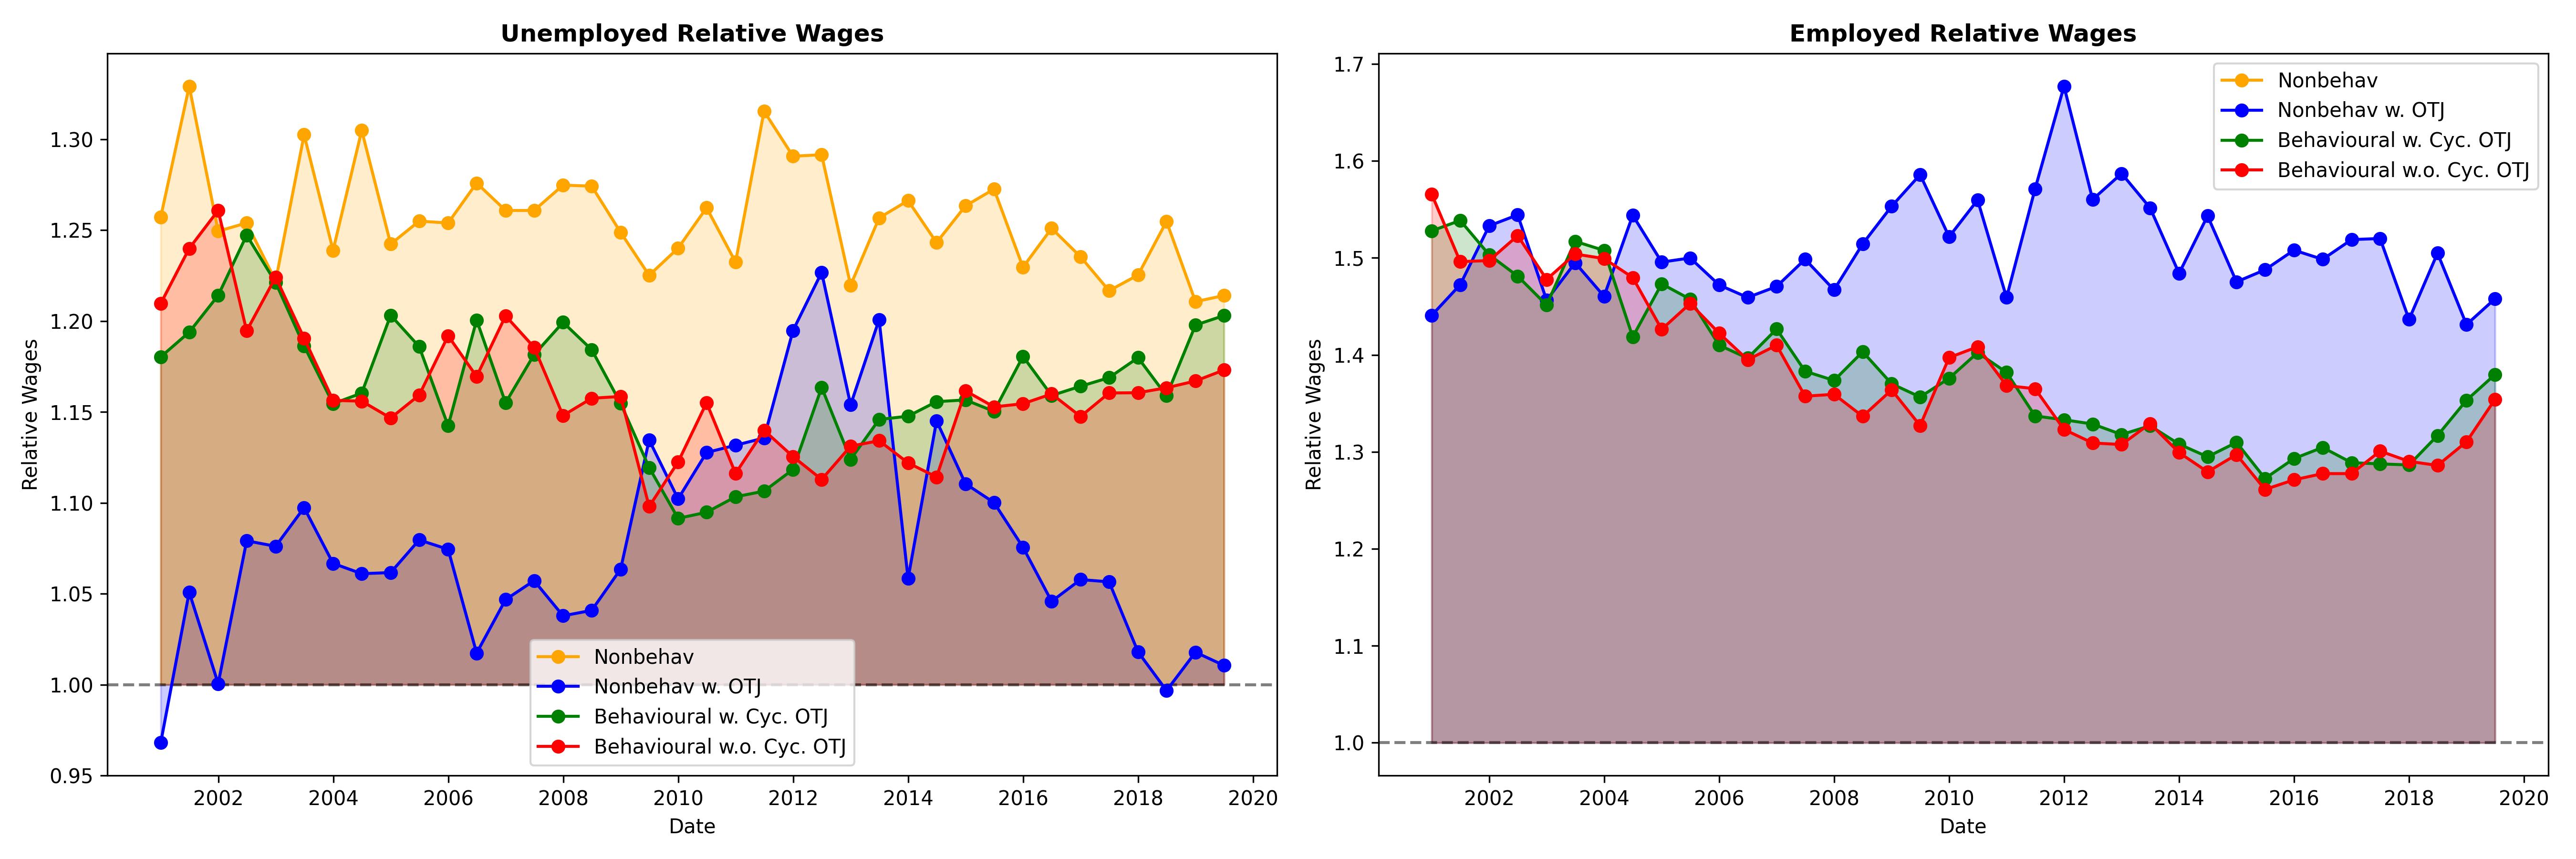 Unemployed Relative Wages
Relative Wages
1.30
1.25
1.20
1.15
1.10
1.05
1.00
0.95
Nonbehav
Nonbehav w. OTJ
Behavioural w. Cyc. OTJ
Behavioural w.o. Cyc. OTJ
2002 2004 2006 2008 2010 2012 2014 2016 2018 2020
Date
Employed Relative Wages
Relative Wages
1.7
1.6
1.5
1.4
1.3
1.2
1.1
1.0
Nonbehav
Nonbehav w. OTJ
Behavioural w. Cyc. OTJ
Behavioural w.o. Cyc. OTJ
2002 2004 2006 2008 2010 2012 2014 2016 2018 2020
Date